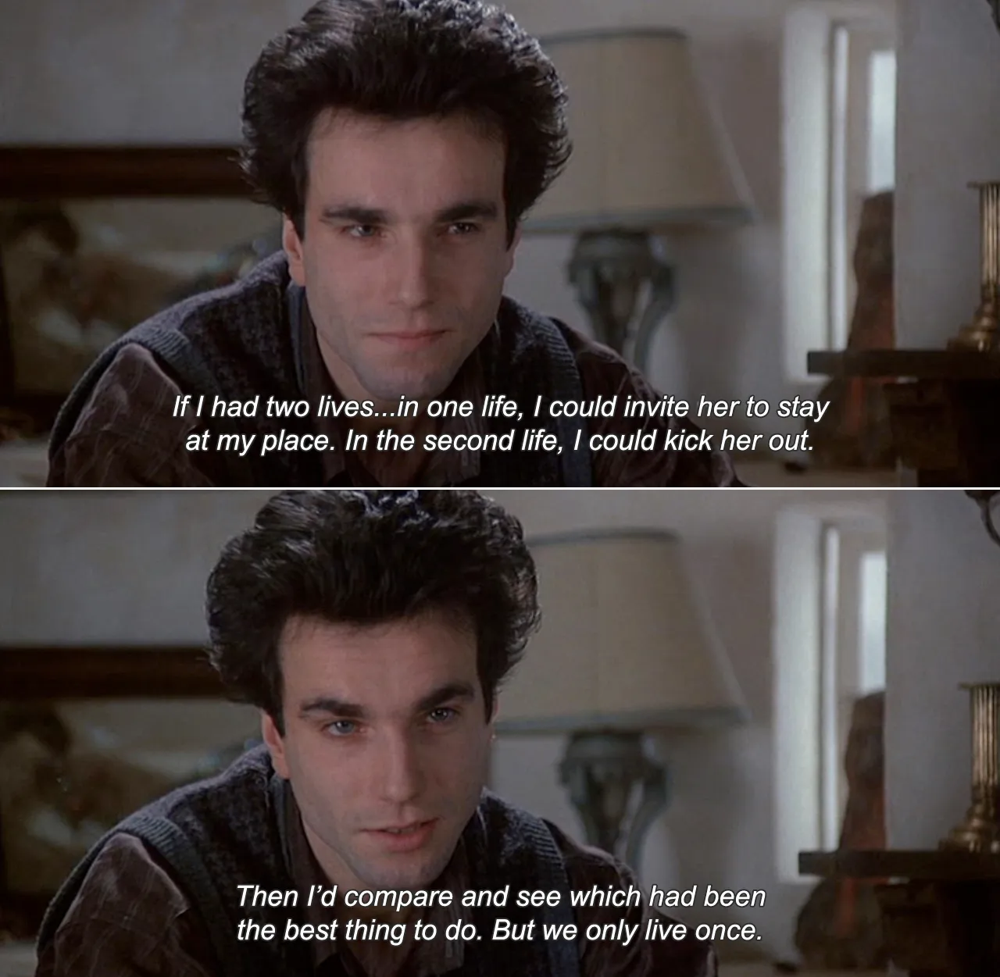 If I had two lives...in one life, I could invite her to stay
at my place. In the second life, I could kick her out.
Then I’d compare and see which had been
the best thing to do. But we only live once.